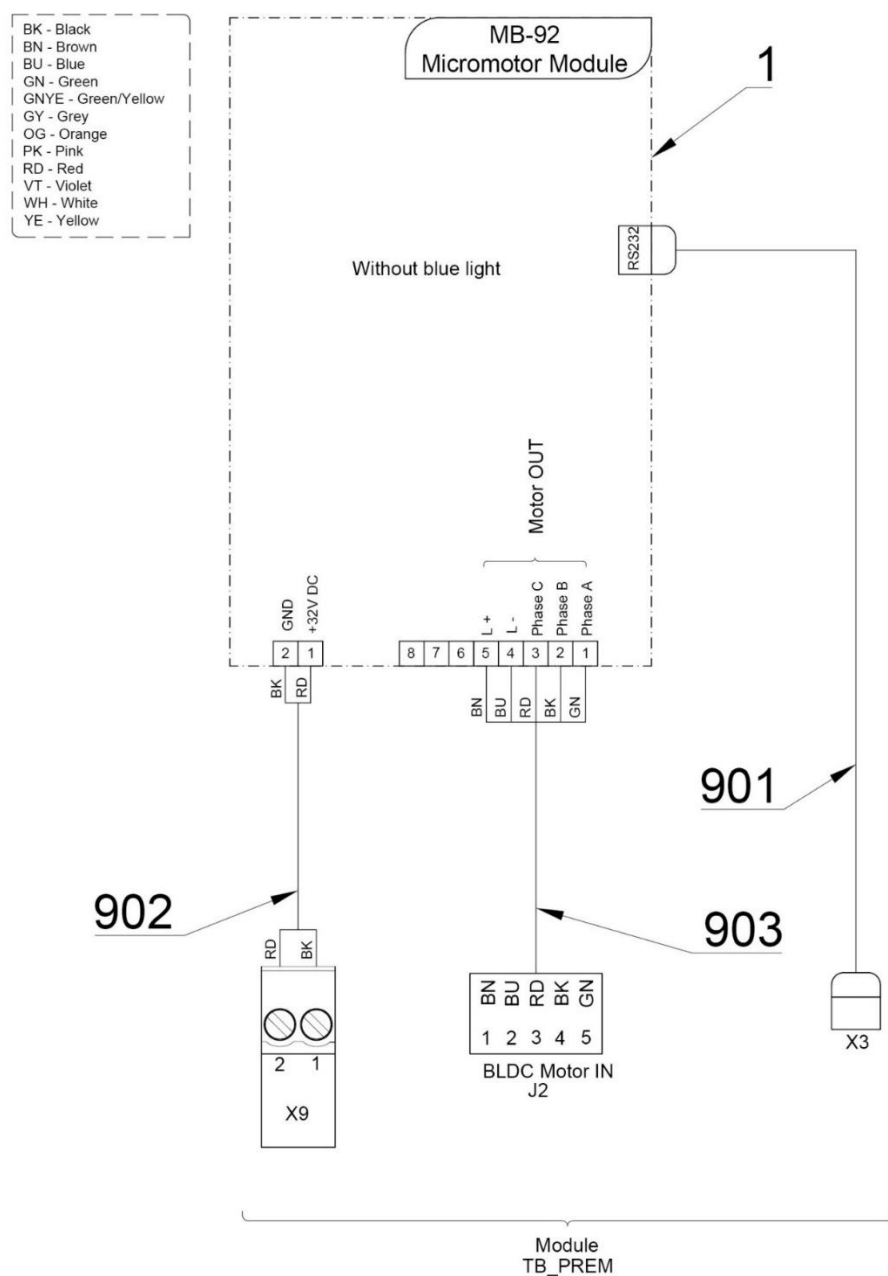 BK - Black
BN - Brown
BU - Blue
GN - Green
GNYE - Green/Yellow
GY - Grey
OG - Orange
PK - Pink
RD - Red
VT - Violet
WH - White
YE - Yellow
MB-92
Micromotor Module
1
RS232
Without blue light
Motor OUT
GND
+32V DC
L +
L -
Phase C
Phase B
Phase A
2 1
8 7 6 5 4 3 2 1
BK RD
BN BU RD BK GN
901
902
903
RD BK
2 1
X9
BN BU RD BK GN
1 2 3 4 5
BLDC Motor IN
J2
X3
Module
TB_PREM